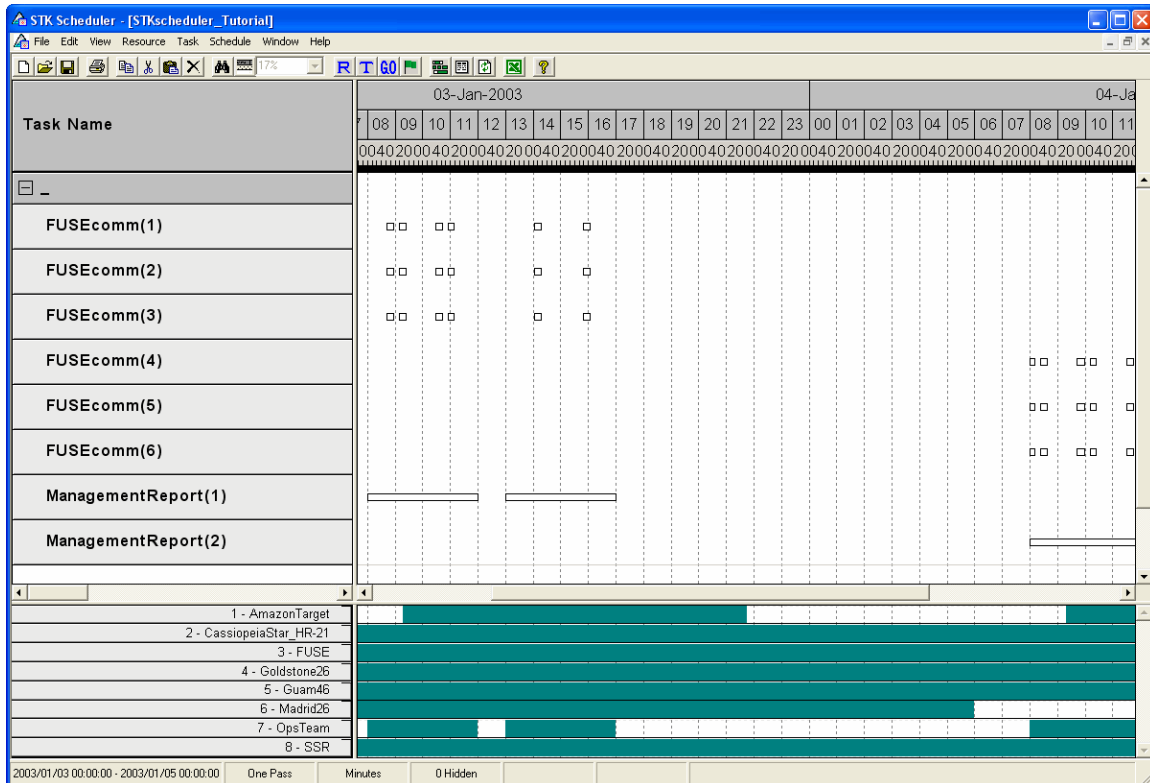 STK Scheduler - [STKscheduler_Tutorial]
File Edit View Resource Task Schedule Window Help
17% R T GO ?
Task Name
03-Jan-2003 04-Ja
08 09 10 11 12 13 14 15 16 17 18 19 20 21 22 23 00 01 02 03 04 05 06 07 08 09 10 11
_
FUSEcomm(1)
FUSEcomm(2)
FUSEcomm(3)
FUSEcomm(4)
FUSEcomm(5)
FUSEcomm(6)
ManagementReport(1)
ManagementReport(2)
1 - AmazonTarget
2 - CassiopeiaStar_HR-21
3 - FUSE
4 - Goldstone26
5 - Guam46
6 - Madrid26
7 - OpsTeam
8 - SSR
2003/01/03 00:00:00 - 2003/01/05 00:00:00 One Pass Minutes 0 Hidden